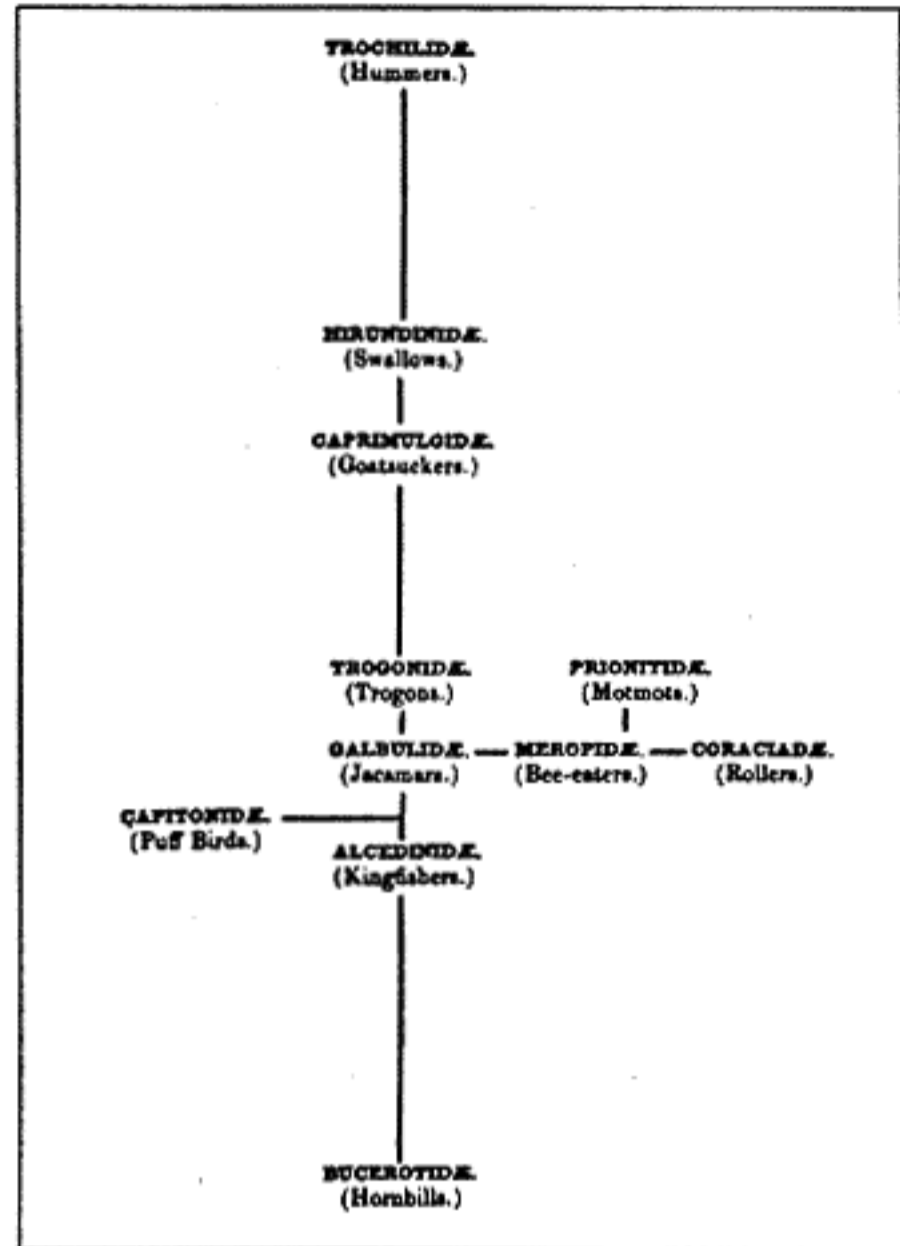 TROCHILIDÆ.
(Hummers.)
HIRUNDINIDÆ.
(Swallows.)
CAPRIMULGIDÆ.
(Goatsuckers.)
TROGONIDÆ.
(Trogons.)
PRIONITIDÆ.
(Motmots.)
GALBULIDÆ. MEROPIDÆ. CORACIADÆ.
(Jacamars.) (Bee-eaters.) (Rollers.)
CAPITONIDÆ.
(Puff Birds.)
ALCEDINIDÆ.
(Kingfishers.)
BUCEROTIDÆ.
(Hornbills.)